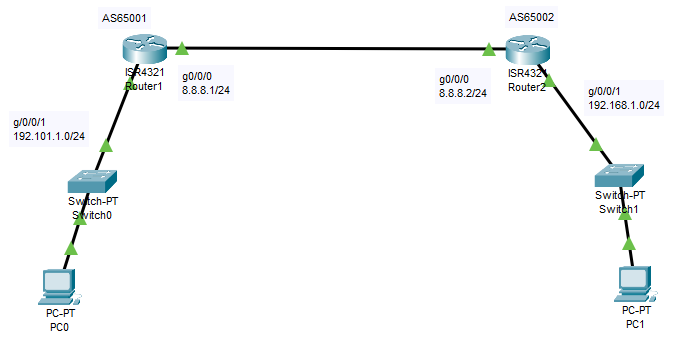 AS65001
AS65002
ISR4321
Router1
g0/0/0
8.8.8.1/24
g0/0/0
8.8.8.2/24
ISR4321
Router2
g/0/0/1
192.168.1.0/24
g/0/0/1
192.101.1.0/24
Switch-PT
Switch0
Switch-PT
Switch1
PC-PT
PC0
PC-PT
PC1